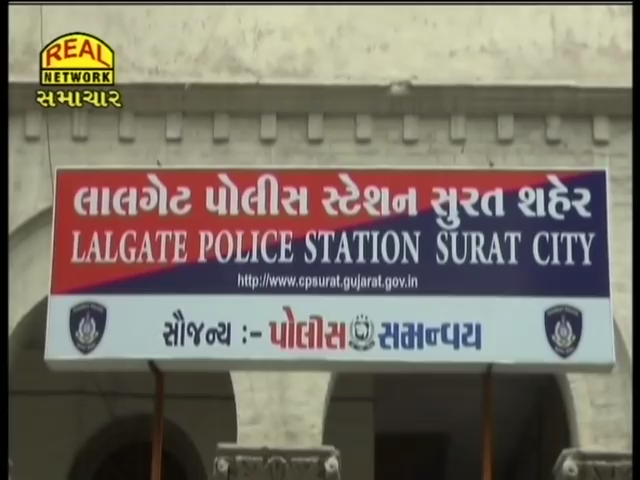 REAL
NETWORK
સમાચાર
લાલગેટ પોલીસ સ્ટેશન સુરત શહેર
LALGATE POLICE STATION SURAT CITY
http://www.cpsurat.gujarat.gov.in
સૌજન્ય :- પોલીસ સમન્વય